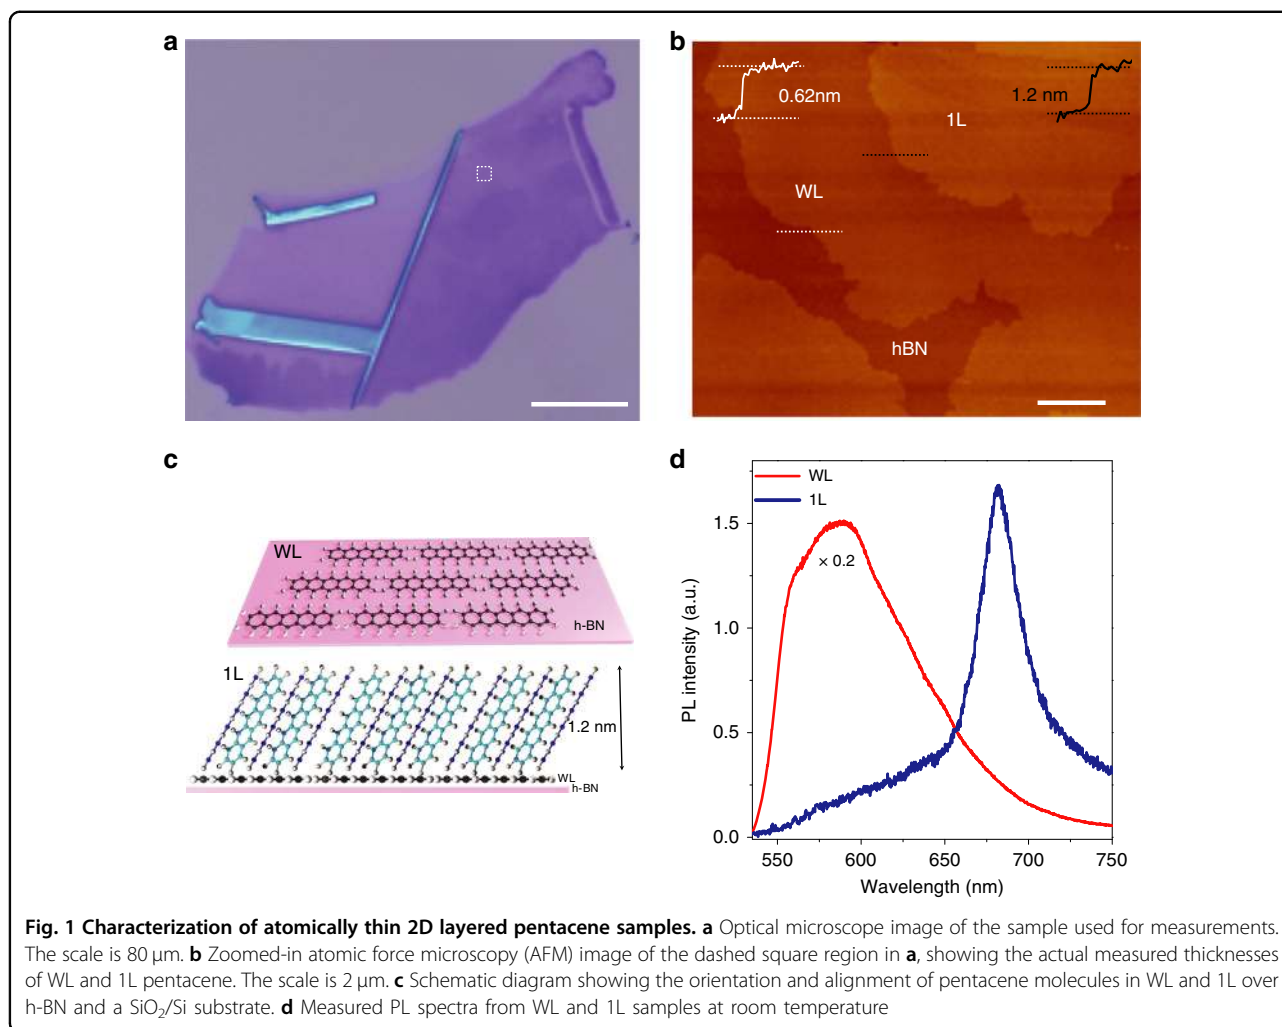 a
b
0.62nm
1.2 nm
1L
WL
hBN
c
WL
h-BN
1L
1.2 nm
WL
h-BN
d
WL
1L
× 0.2
1.5
1.0
0.5
0.0
PL intensity (a.u.)
550 600 650 700 750
Wavelength (nm)
Fig. 1 Characterization of atomically thin 2D layered pentacene samples. a Optical microscope image of the sample used for measurements.
The scale is 80 µm. b Zoomed-in atomic force microscopy (AFM) image of the dashed square region in a, showing the actual measured thicknesses
of WL and 1L pentacene. The scale is 2 µm. c Schematic diagram showing the orientation and alignment of pentacene molecules in WL and 1L over
h-BN and a SiO₂/Si substrate. d Measured PL spectra from WL and 1L samples at room temperature